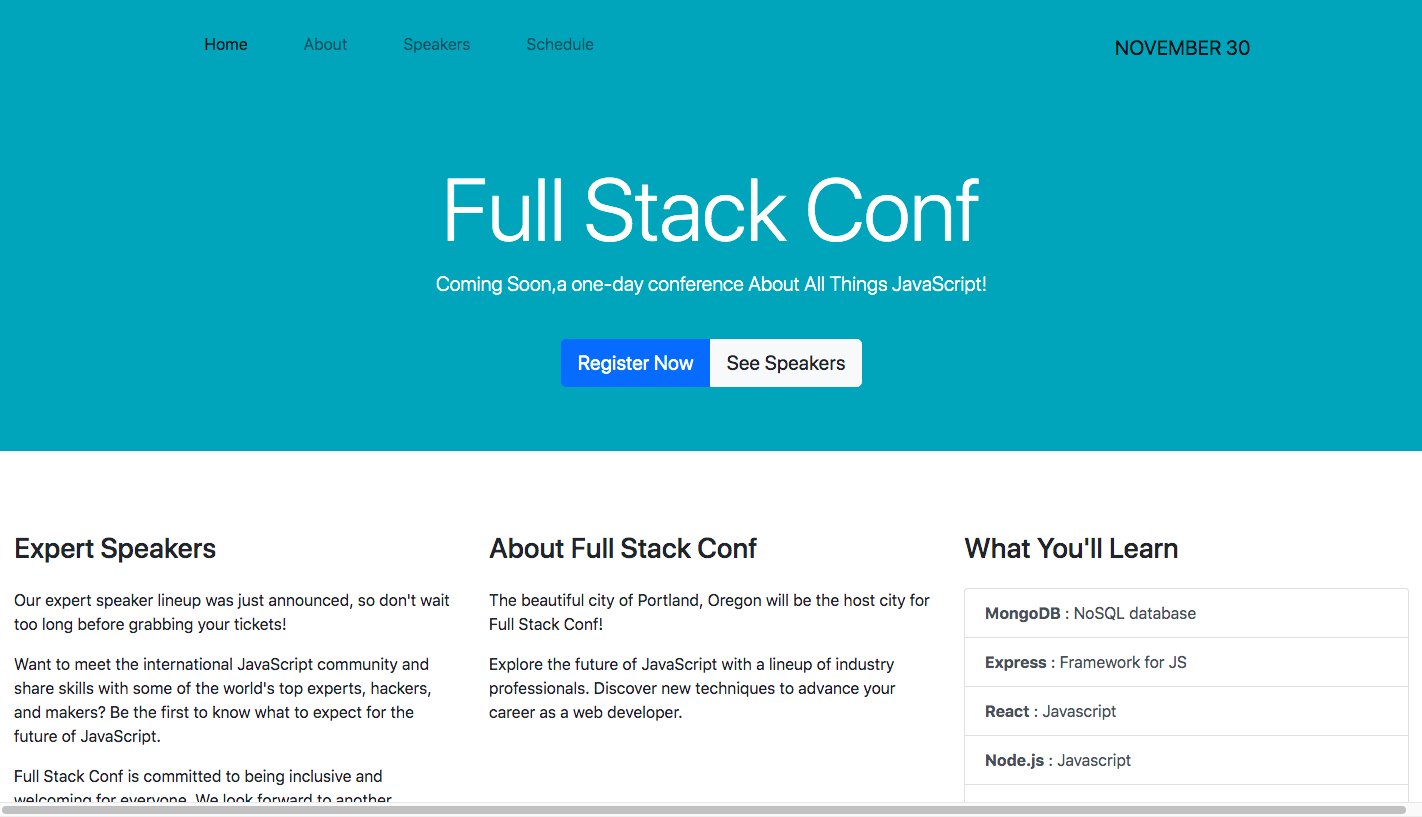 Home About Speakers Schedule NOVEMBER 30
Full Stack Conf
Coming Soon,a one-day conference About All Things JavaScript!
Register Now See Speakers
Expert Speakers
Our expert speaker lineup was just announced, so don't wait
too long before grabbing your tickets!
Want to meet the international JavaScript community and
share skills with some of the world's top experts, hackers,
and makers? Be the first to know what to expect for the
future of JavaScript.
Full Stack Conf is committed to being inclusive and
welcoming for everyone. We look forward to another
About Full Stack Conf
The beautiful city of Portland, Oregon will be the host city for
Full Stack Conf!
Explore the future of JavaScript with a lineup of industry
professionals. Discover new techniques to advance your
career as a web developer.
What You'll Learn
MongoDB : NoSQL database
Express : Framework for JS
React : Javascript
Node.js : Javascript